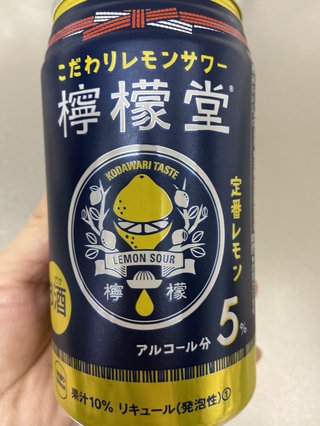 こだわりレモンサワー
檸檬堂®
KODAWARI TASTE
LEMON SOUR
檸檬
定番レモン
お酒
アルコール分 5%
果汁10% リキュール(発泡性)①